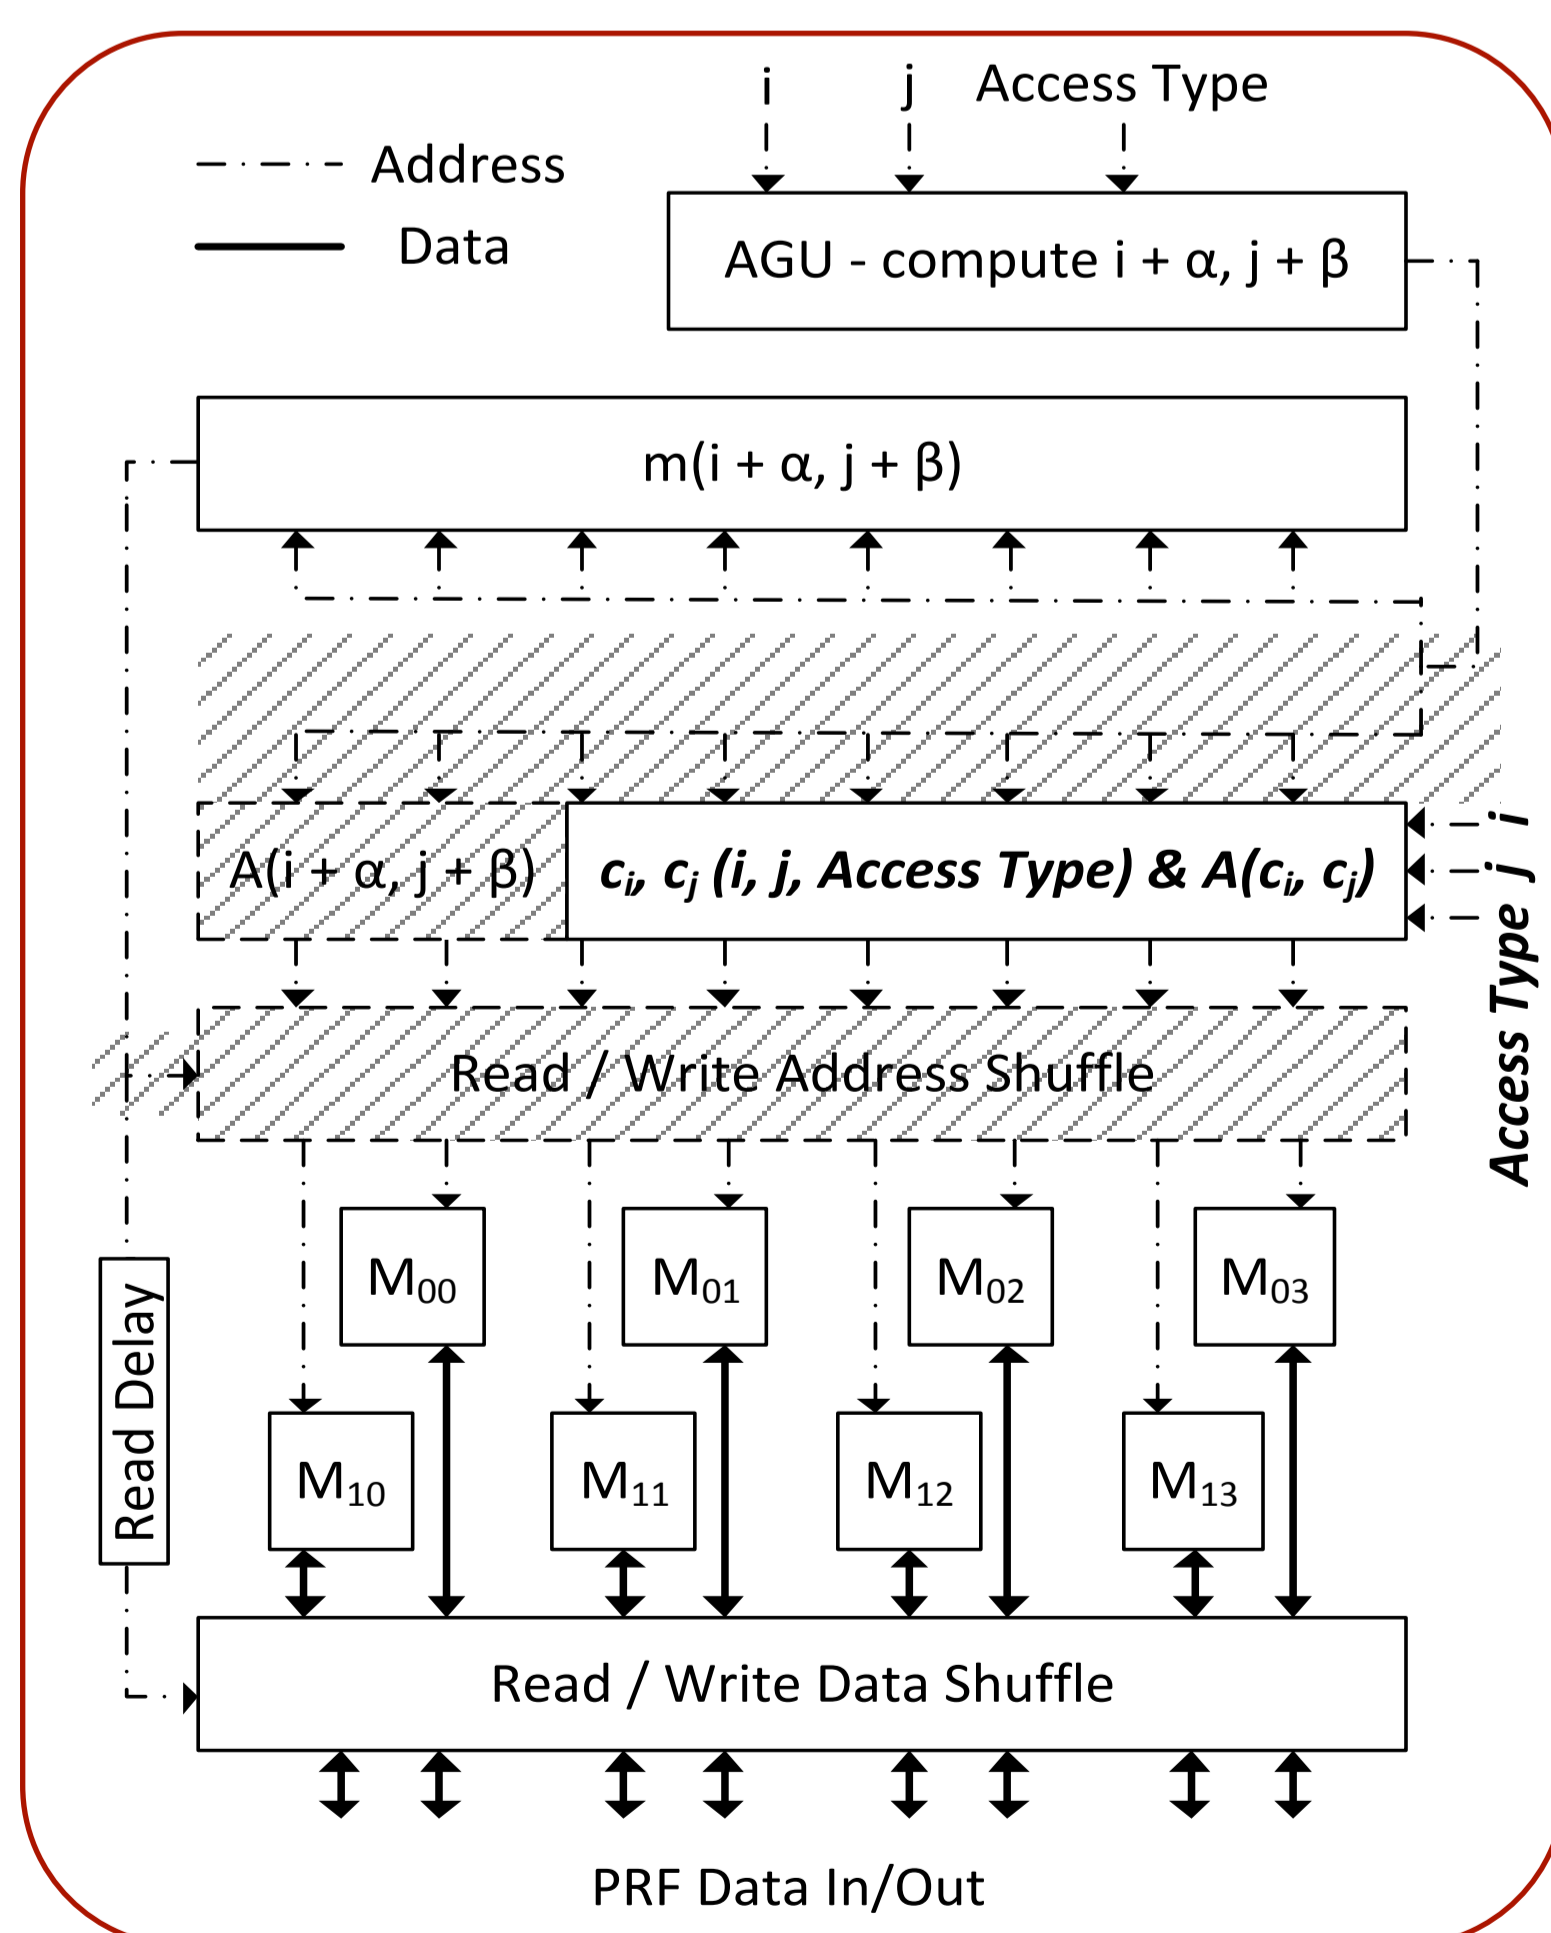 i j Access Type
Address
Data
AGU - compute i + α, j + β
m(i + α, j + β)
A(i + α, j + β)
cᵢ, cⱼ (i, j, Access Type) & A(cᵢ, cⱼ)
Access Type j i
Read / Write Address Shuffle
M₀₀ M₀₁ M₀₂ M₀₃
Read Delay
M₁₀ M₁₁ M₁₂ M₁₃
Read / Write Data Shuffle
PRF Data In/Out